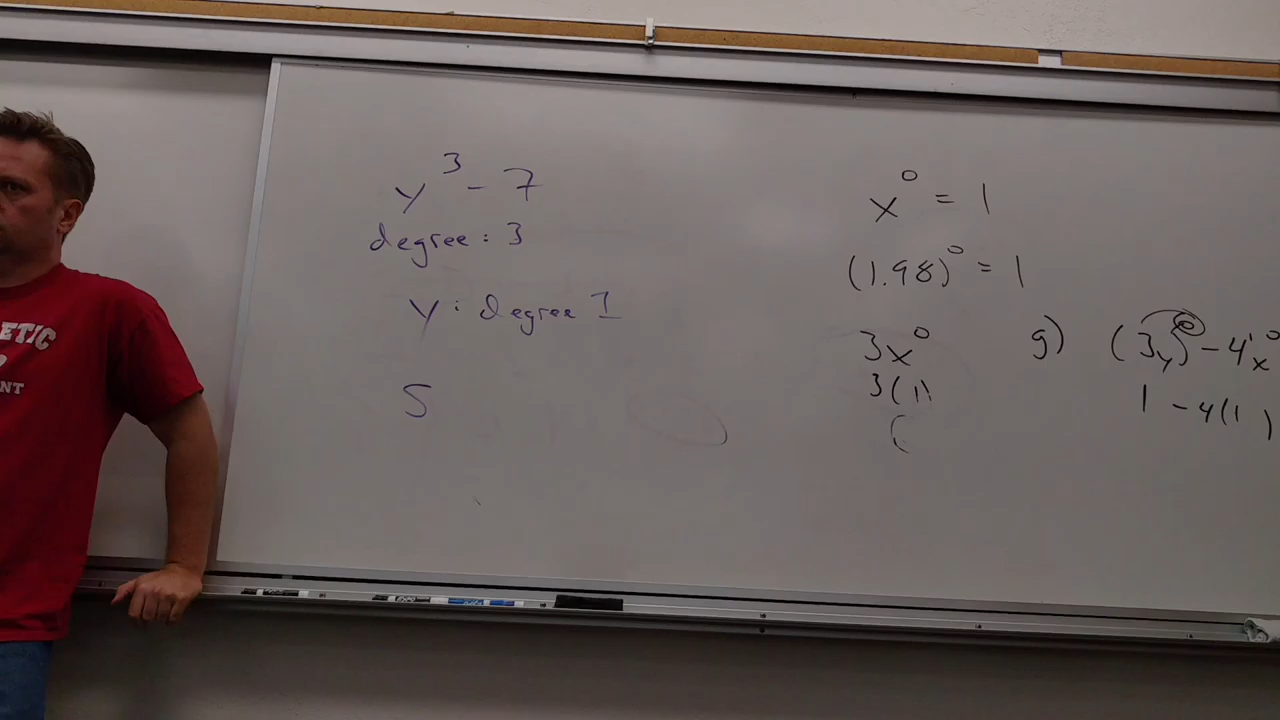 y³ - 7
degree: 3
y: degree 1
5
x⁰ = 1
(1.98)⁰ = 1
3x⁰
3(1)
(
g) (3y)⁰ - 4¹x⁰
1 - 4(1)
ETIC
NT